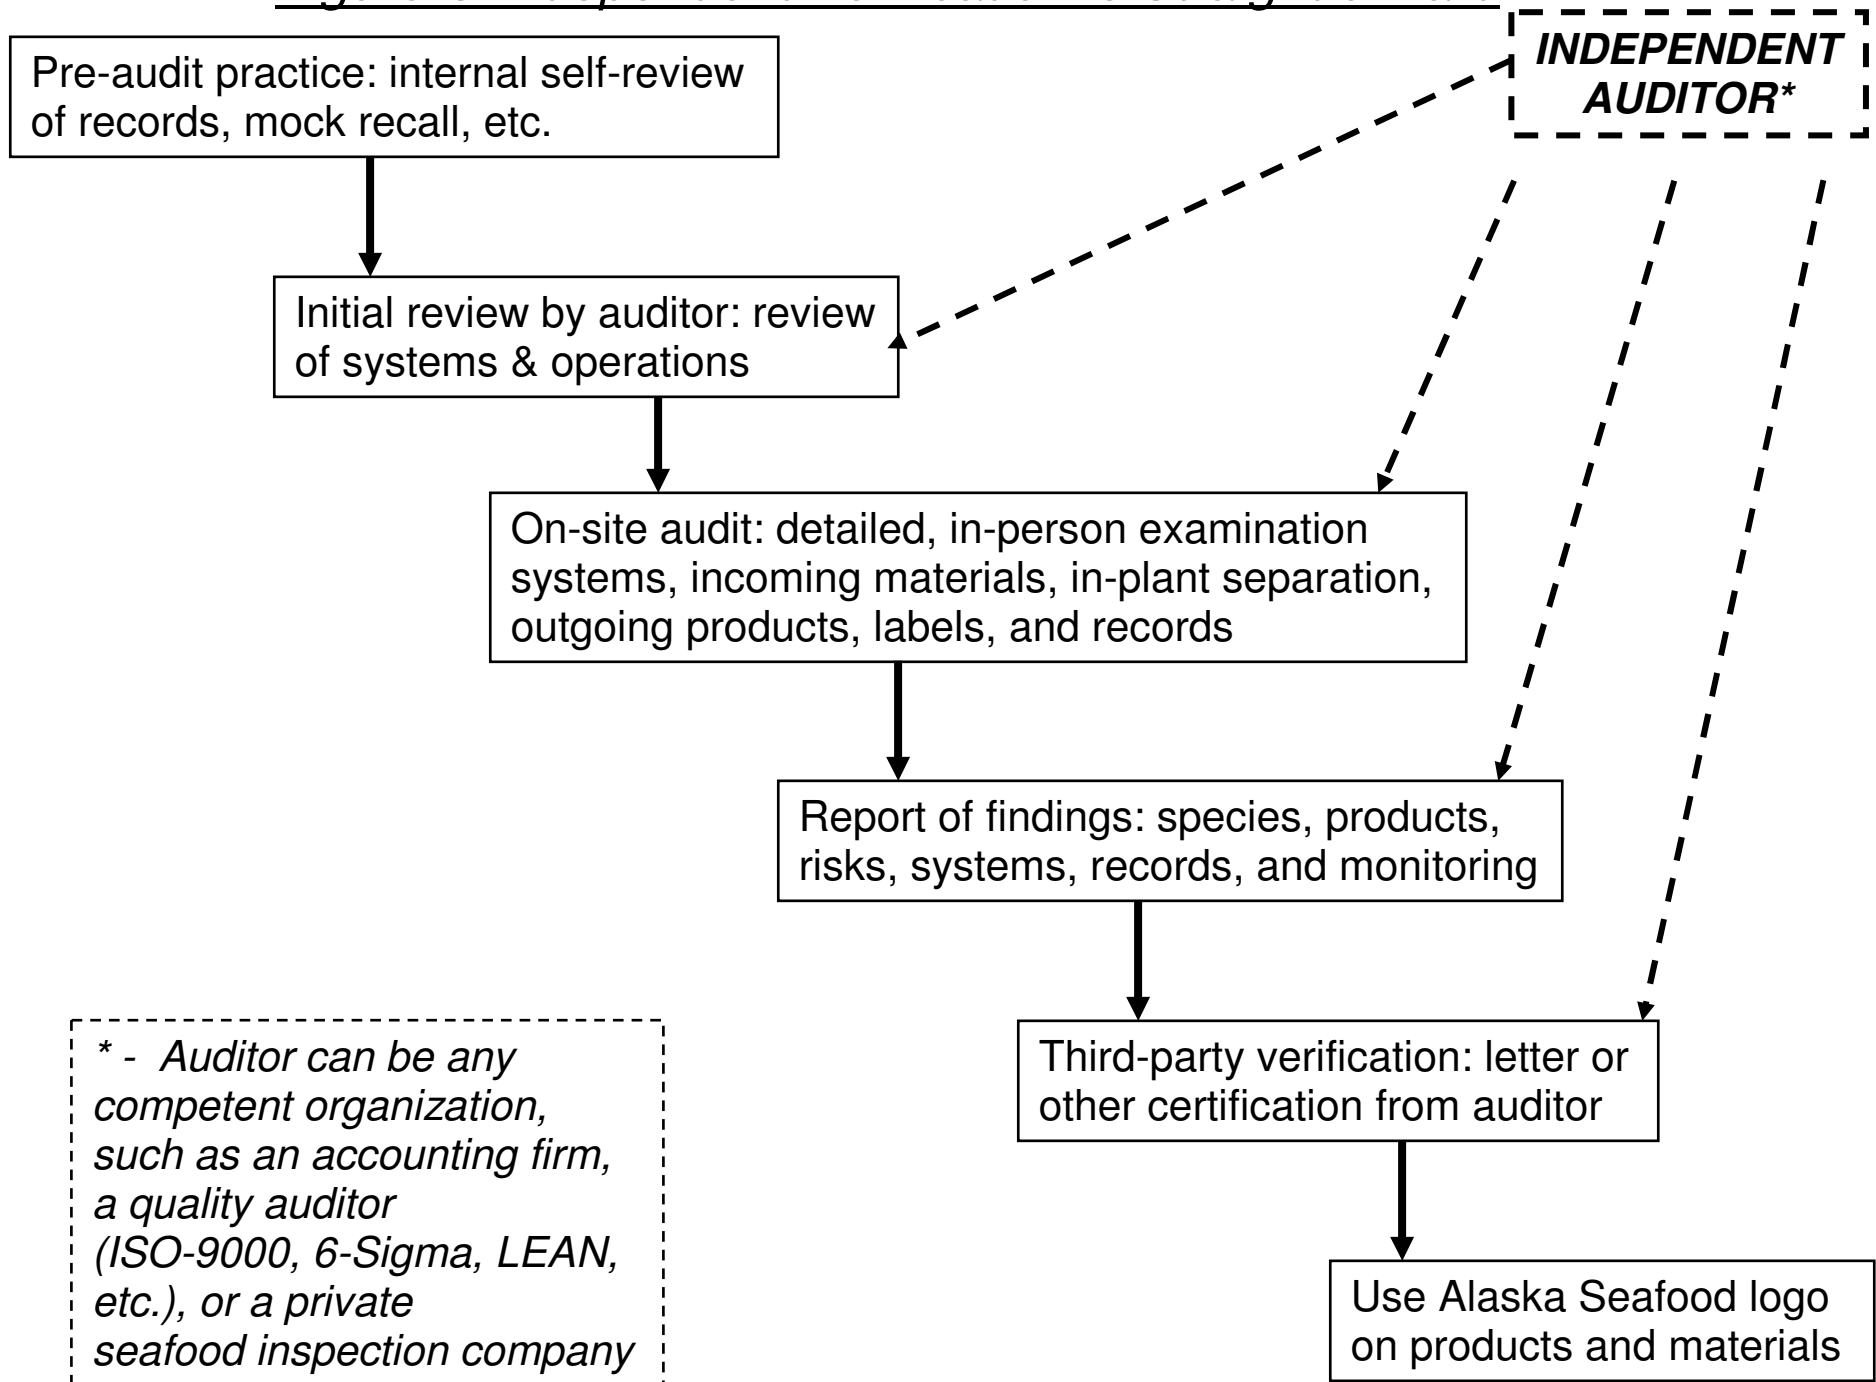 INDEPENDENT
AUDITOR*
Pre-audit practice: internal self-review
of records, mock recall, etc.
Initial review by auditor: review
of systems & operations
On-site audit: detailed, in-person examination
systems, incoming materials, in-plant separation,
outgoing products, labels, and records
Report of findings: species, products,
risks, systems, records, and monitoring
Third-party verification: letter or
other certification from auditor
* - Auditor can be any
competent organization,
such as an accounting firm,
a quality auditor
(ISO-9000, 6-Sigma, LEAN,
etc.), or a private
seafood inspection company
Use Alaska Seafood logo
on products and materials